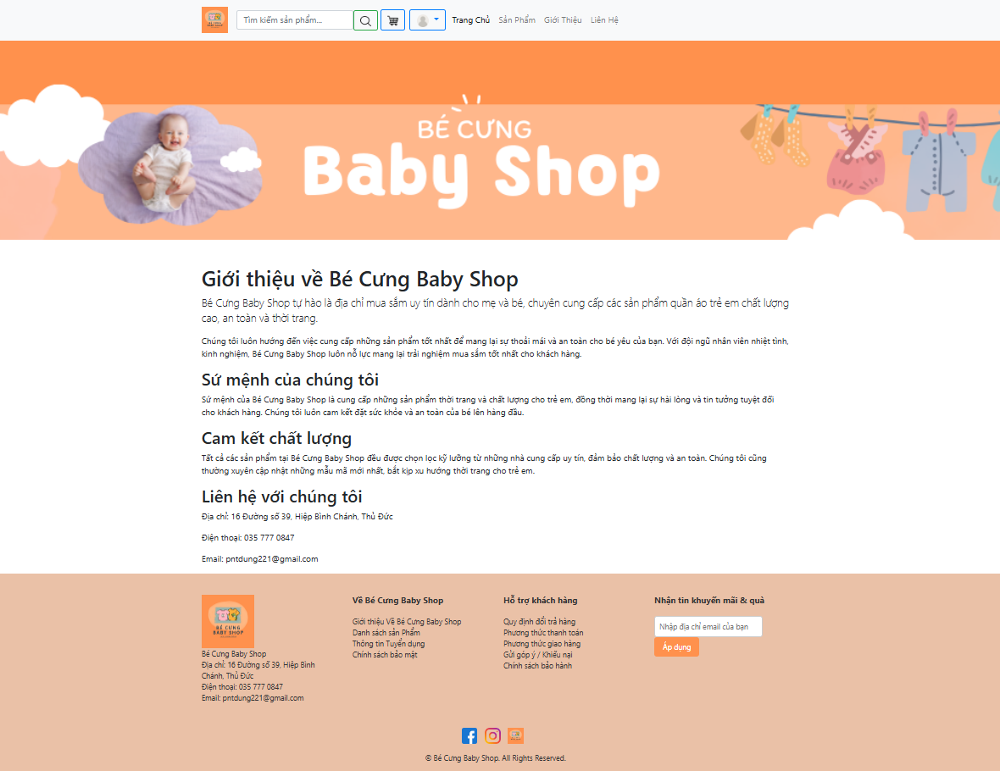 Tìm kiếm sản phẩm...
Trang Chủ
Sản Phẩm
Giới Thiệu
Liên Hệ
BÉ CƯNG
Baby Shop
Giới thiệu về Bé Cưng Baby Shop
Bé Cưng Baby Shop tự hào là địa chỉ mua sắm uy tín dành cho mẹ và bé, chuyên cung cấp các sản phẩm quần áo trẻ em chất lượng
cao, an toàn và thời trang.
Chúng tôi luôn hướng đến việc cung cấp những sản phẩm tốt nhất để mang lại sự thoải mái và an toàn cho bé yêu của bạn. Với đội ngũ nhân viên nhiệt tình,
kinh nghiệm, Bé Cưng Baby Shop luôn nỗ lực mang lại trải nghiệm mua sắm tốt nhất cho khách hàng.
Sứ mệnh của chúng tôi
Sứ mệnh của Bé Cưng Baby Shop là cung cấp những sản phẩm thời trang và chất lượng cho trẻ em, đồng thời mang lại sự hài lòng và tin tưởng tuyệt đối
cho khách hàng. Chúng tôi luôn cam kết đặt sức khỏe và an toàn của bé lên hàng đầu.
Cam kết chất lượng
Tất cả các sản phẩm tại Bé Cưng Baby Shop đều được chọn lọc kỹ lưỡng từ những nhà cung cấp uy tín, đảm bảo chất lượng và an toàn. Chúng tôi cũng
thường xuyên cập nhật những mẫu mã mới nhất, bắt kịp xu hướng thời trang cho trẻ em.
Liên hệ với chúng tôi
Địa chỉ: 16 Đường số 39, Hiệp Bình Chánh, Thủ Đức
Điện thoại: 035 777 0847
Email: pntdung221@gmail.com
BÉ CUNG
BABY SHOP
Bé Cưng Baby Shop
Địa chỉ: 16 Đường số 39, Hiệp Bình
Chánh, Thủ Đức
Điện thoại: 035 777 0847
Email: pntdung221@gmail.com
Về Bé Cưng Baby Shop
Giới thiệu Về Bé Cưng Baby Shop
Danh sách sản Phẩm
Thông tin Tuyển dụng
Chính sách bảo mật
Hỗ trợ khách hàng
Quy định đổi trả hàng
Phương thức thanh toán
Phương thức giao hàng
Gửi góp ý / Khiếu nại
Chính sách bảo hành
Nhận tin khuyến mãi & quà
Nhập địa chỉ email của bạn
Áp dụng
© Bé Cưng Baby Shop. All Rights Reserved.